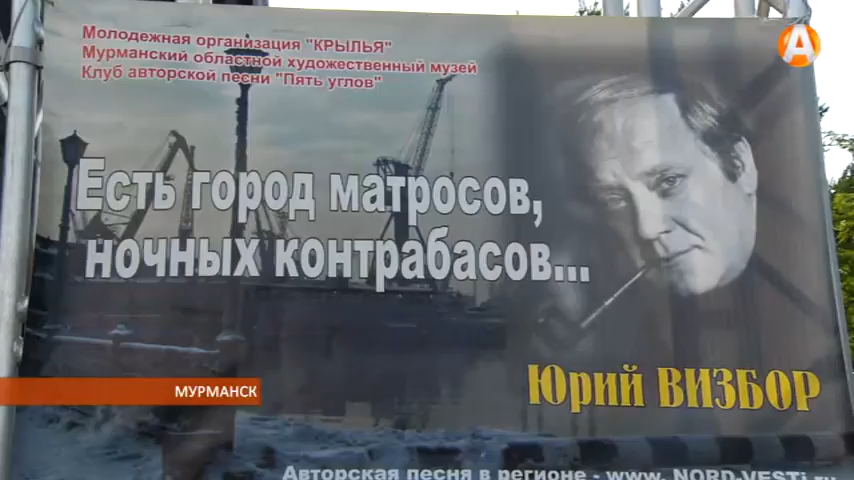 Молодежная организация "КРЫЛЬЯ"
Мурманский областной художественный музей
Клуб авторской песни "Пять углов"
А
Есть город матросов,
ночных контрабасов...
Юрий ВИЗБОР
МУРМАНСК
Авторская песня в регионе - www. NORD-VESTi.ru